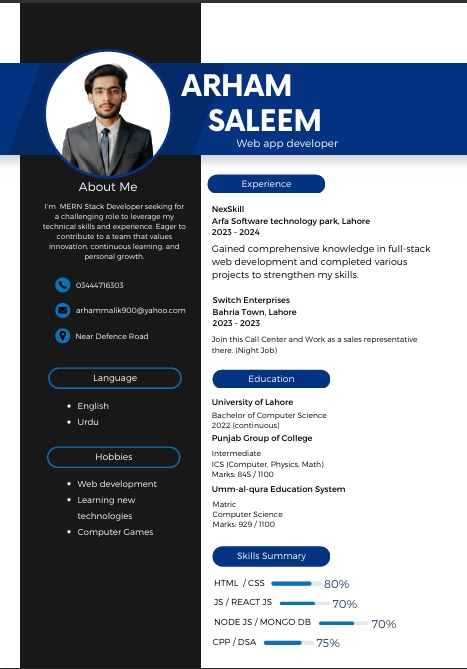 ARHAM
SALEEM
Web app developer
About Me
I'm MERN Stack Developer seeking for
a challenging role to leverage my
technical skills and experience. Eager to
contribute to a team that values
innovation, continuous learning, and
personal growth.
03444716303
arhammalik900@yahoo.com
Near Defence Road
Language
• English
• Urdu
Hobbies
• Web development
• Learning new
technologies
• Computer Games
Experience
NexSkill
Arfa Software technology park, Lahore
2023 - 2024
Gained comprehensive knowledge in full-stack
web development and completed various
projects to strengthen my skills.
Switch Enterprises
Bahria Town, Lahore
2023 - 2023
Join this Call Center and Work as a sales representative
there. (Night Job)
Education
University of Lahore
Bachelor of Computer Science
2022 (continuous)
Punjab Group of College
Intermediate
ICS (Computer, Physics, Math)
Marks: 845 / 1100
Umm-al-qura Education System
Matric
Computer Science
Marks: 929 / 1100
Skills Summary
HTML / CSS 80%
JS / REACT JS 70%
NODE JS / MONGO DB 70%
CPP / DSA 75%